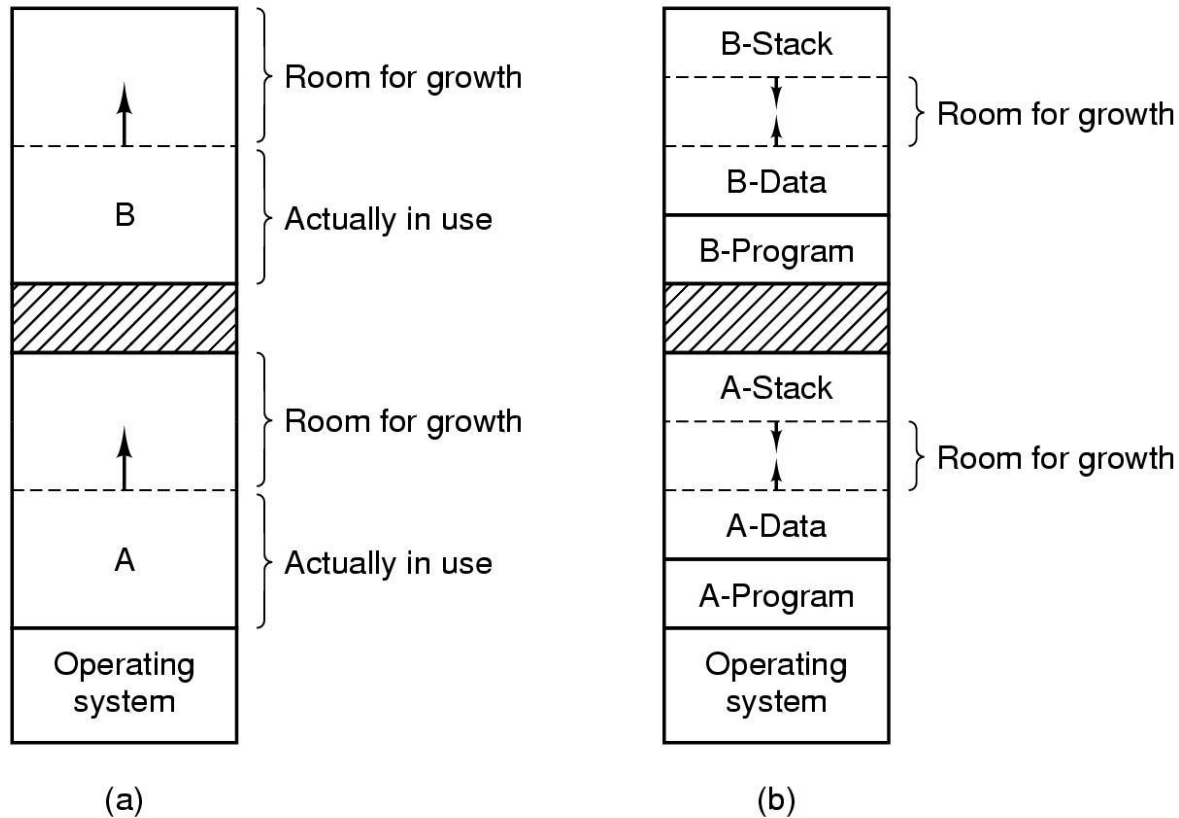 Room for growth
B
Actually in use
Room for growth
A
Actually in use
Operating
system
(a)
B-Stack
Room for growth
B-Data
B-Program
A-Stack
Room for growth
A-Data
A-Program
Operating
system
(b)